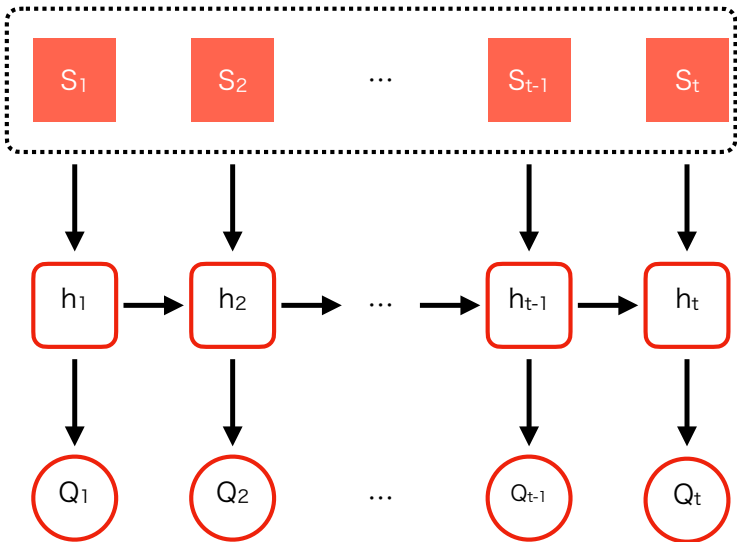 S₁ S₂ ... Sₜ₋₁ Sₜ
h₁ h₂ ... hₜ₋₁ hₜ
Q₁ Q₂ ... Qₜ₋₁ Qₜ